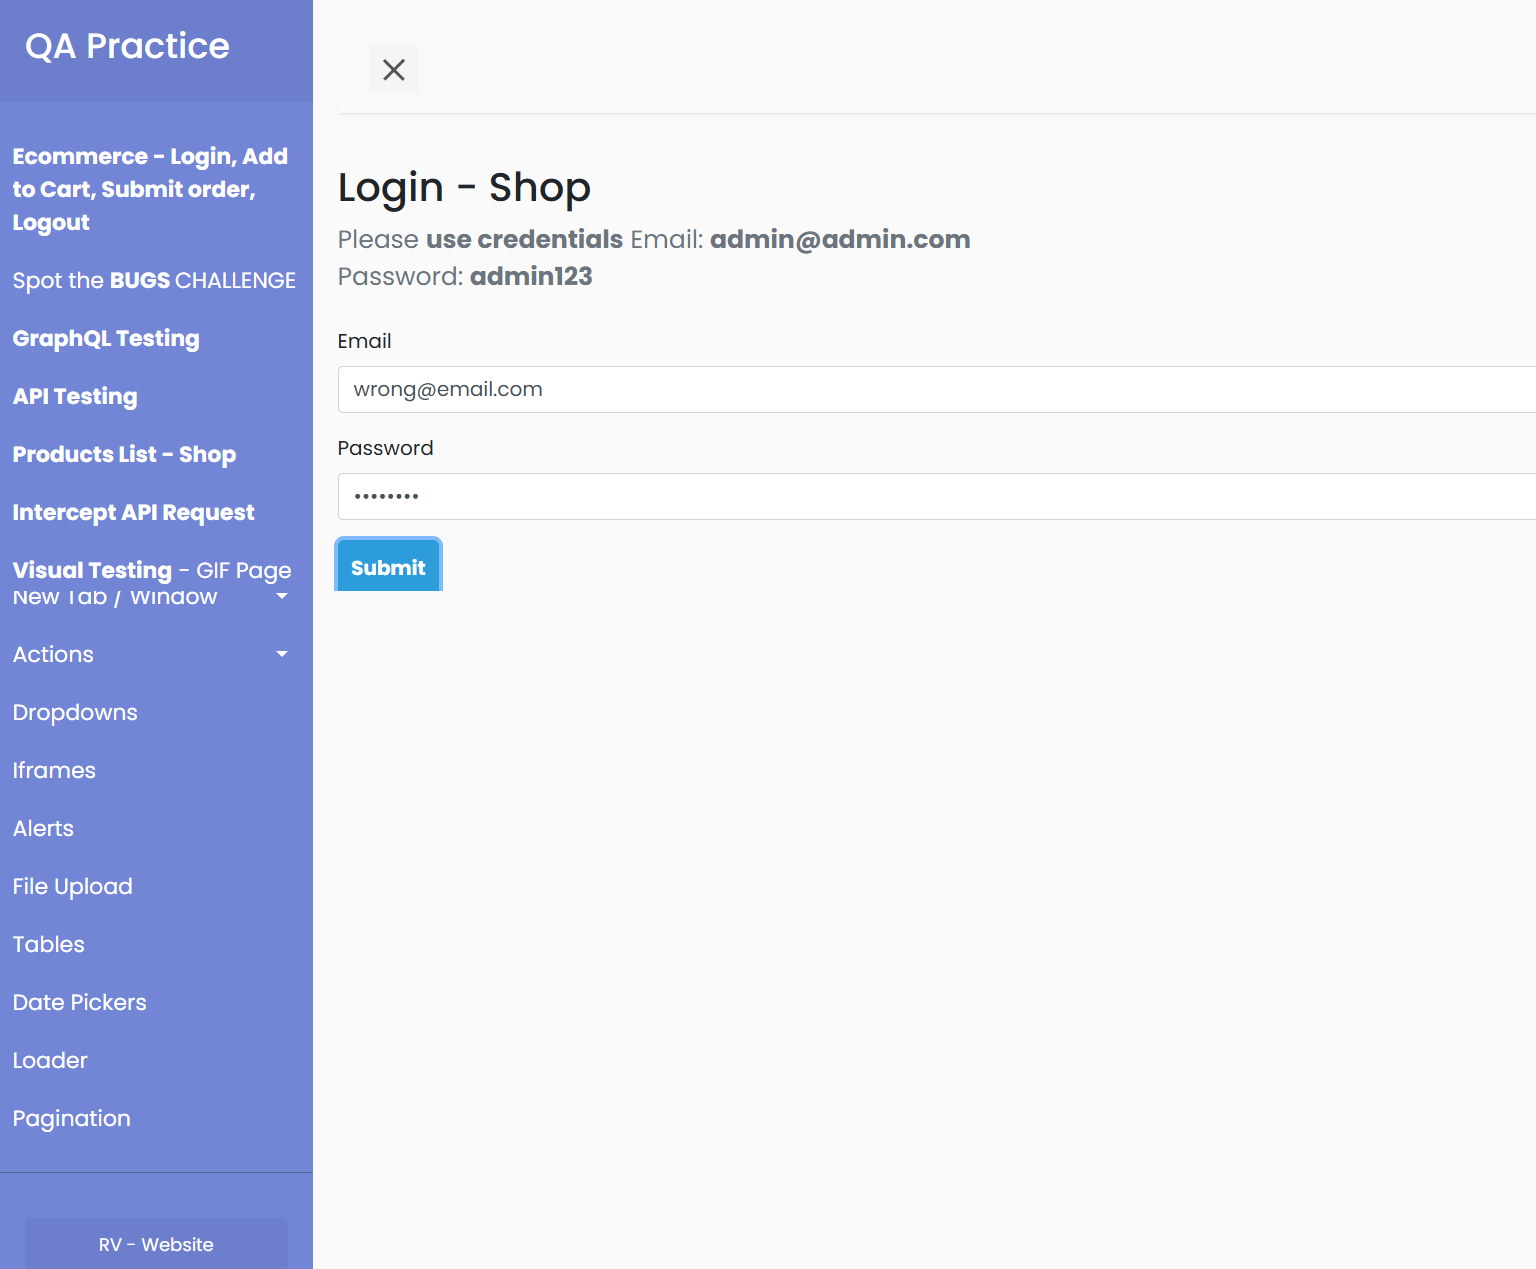 QA Practice
Ecommerce - Login, Add
to Cart, Submit order,
Logout
Spot the BUGS CHALLENGE
GraphQL Testing
API Testing
Products List - Shop
Intercept API Request
Visual Testing - GIF Page
New Tab / Window
Actions
Dropdowns
Iframes
Alerts
File Upload
Tables
Date Pickers
Loader
Pagination
RV - Website
Login - Shop
Please use credentials Email: admin@admin.com
Password: admin123
Email
wrong@email.com
Password
••••••••
Submit